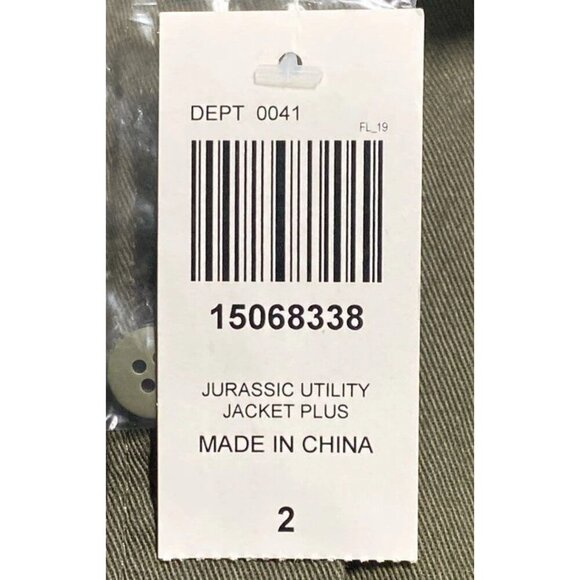 DEPT 0041
FL_19
15068338
JURASSIC UTILITY
JACKET PLUS
MADE IN CHINA
2